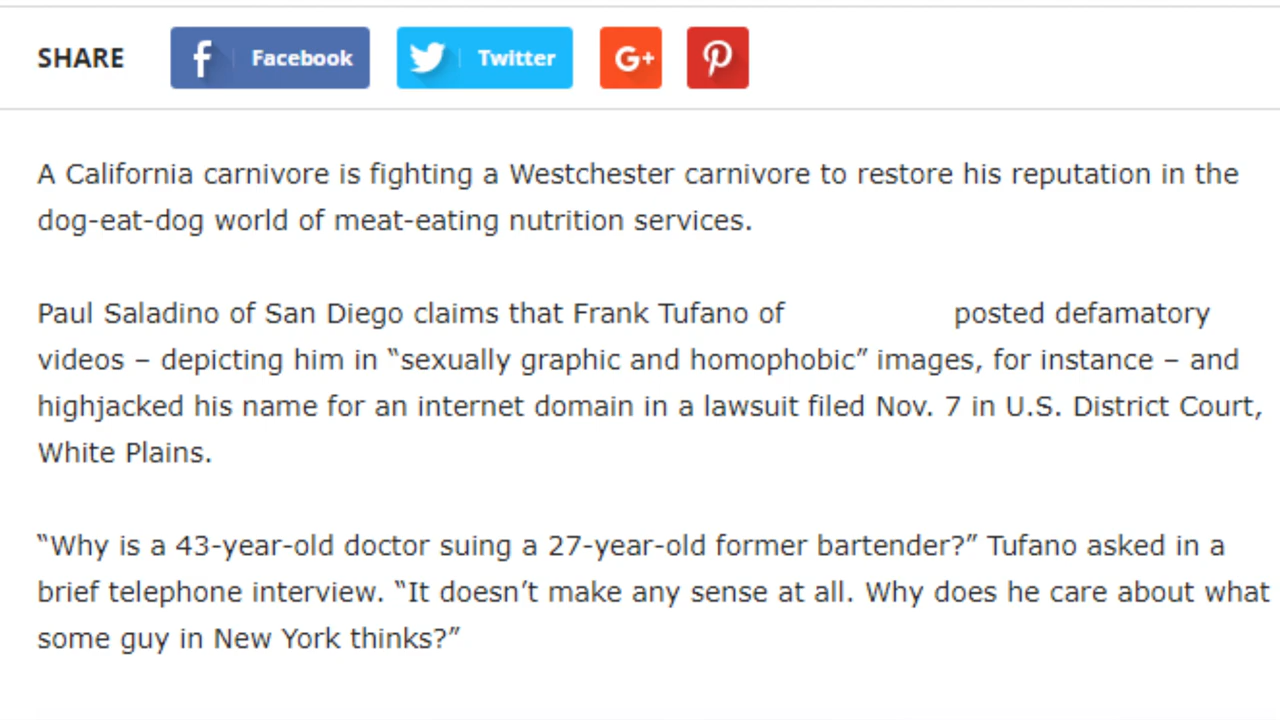 SHARE Facebook Twitter G+
A California carnivore is fighting a Westchester carnivore to restore his reputation in the
dog-eat-dog world of meat-eating nutrition services.
Paul Saladino of San Diego claims that Frank Tufano of posted defamatory
videos – depicting him in “sexually graphic and homophobic” images, for instance – and
highjacked his name for an internet domain in a lawsuit filed Nov. 7 in U.S. District Court,
White Plains.
“Why is a 43-year-old doctor suing a 27-year-old former bartender?” Tufano asked in a
brief telephone interview. “It doesn’t make any sense at all. Why does he care about what
some guy in New York thinks?”